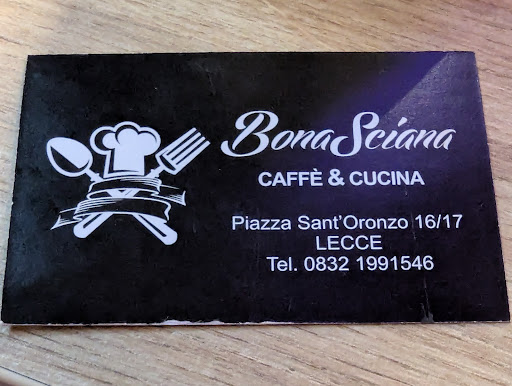 BonaSciana
CAFFÈ & CUCINA
Piazza Sant'Oronzo 16/17
LECCE
Tel. 0832 1991546